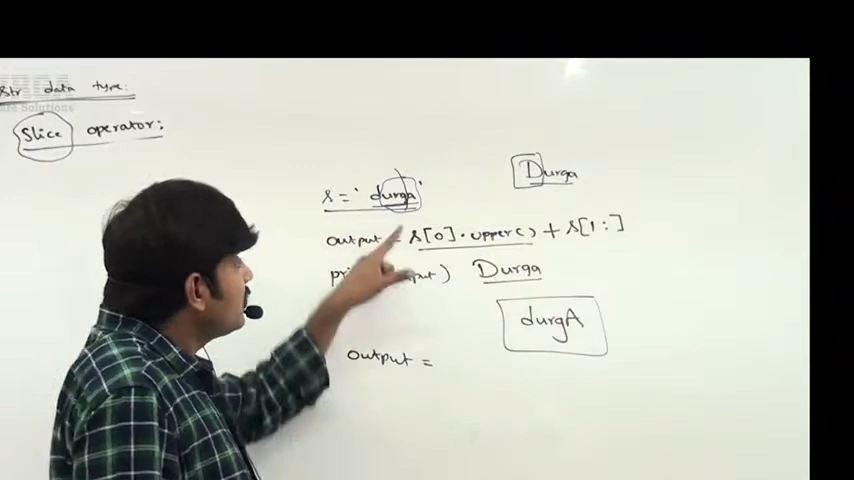 str data type:
Slice operator:
s = 'durga'
Durga
output = s[0].upper() + s[1:]
Durga
durgA
output =